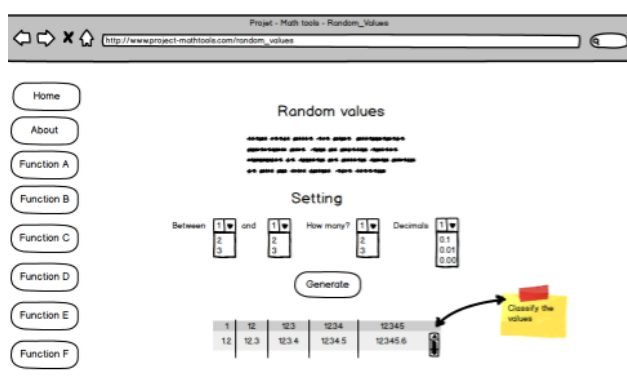 Projet - Math tools - Random_Values
http://www.project-mathtools.com/random_values
Home
About
Function A
Function B
Function C
Function D
Function E
Function F
Random values
Setting
Between 1 and 1 How many? 1 Decimals 1
2 2 2 0.1
3 3 3 0.01
0.00
Generate
1 12 123 1234 12345
1.2 12.3 123.4 1234.5 12345.6
Classify the
values